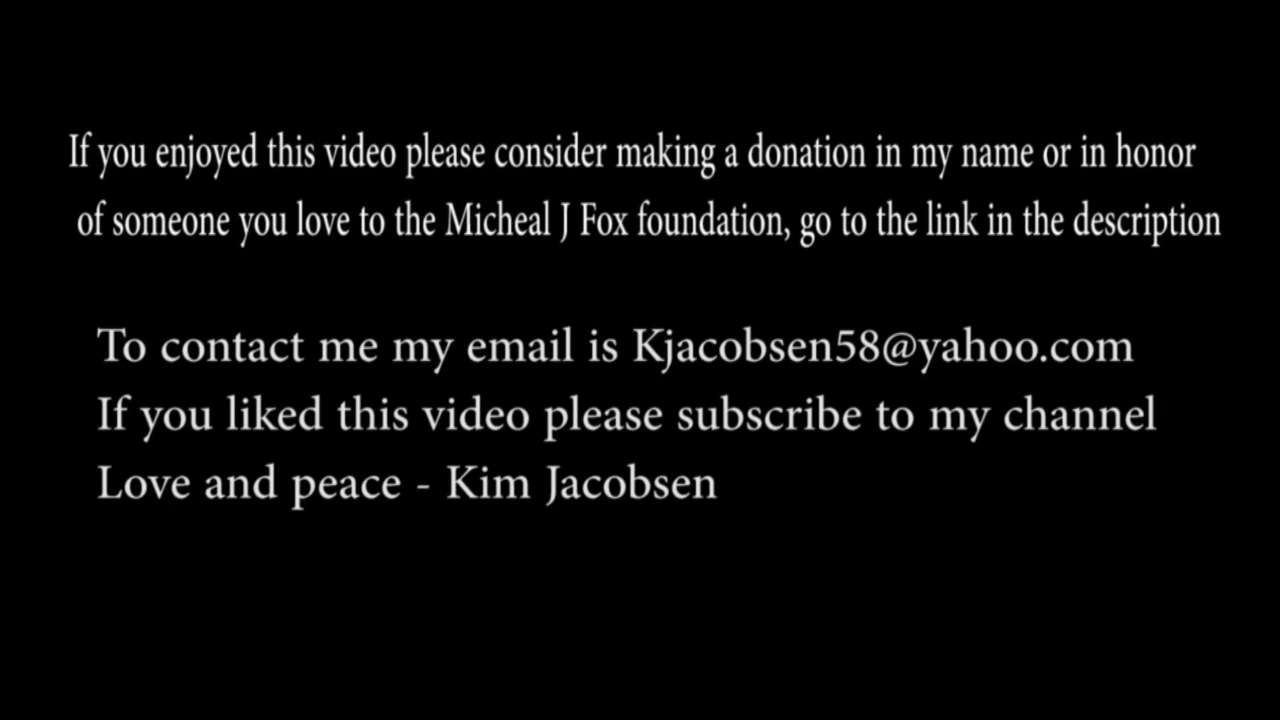 If you enjoyed this video please consider making a donation in my name or in honor
of someone you love to the Micheal J Fox foundation, go to the link in the description
To contact me my email is Kjacobsen58@yahoo.com
If you liked this video please subscribe to my channel
Love and peace - Kim Jacobsen